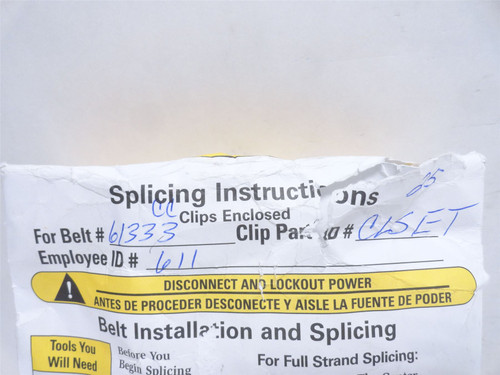 Splicing Instructions
25
CC
Clips Enclosed
For Belt # 61333 Clip Part ID # CLSET
Employee ID # 611
DISCONNECT AND LOCKOUT POWER
ANTES DE PROCEDER DESCONECTE Y AISLE LA FUENTE DE PODER
Belt Installation and Splicing
Tools You
Will Need
Before You
Begin Splicing
For Full Strand Splicing: